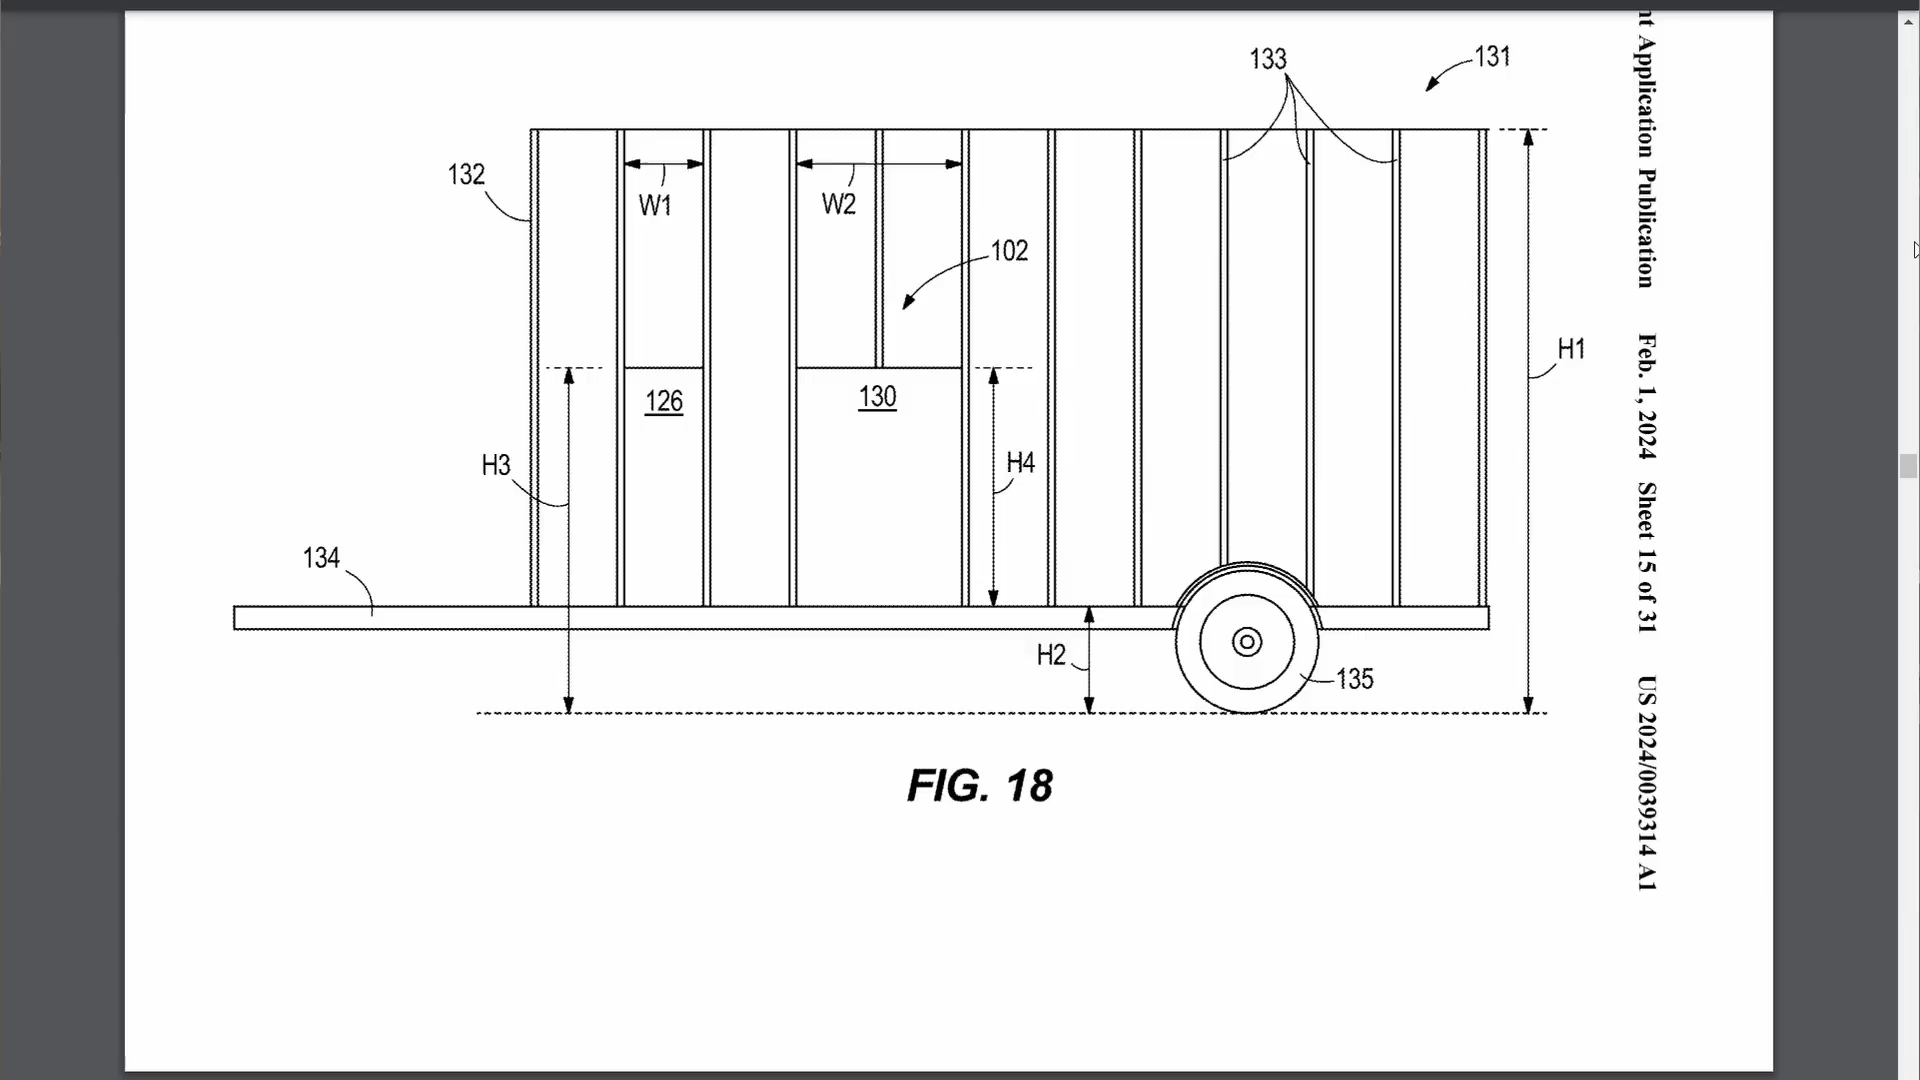 133
131
132
W1
W2
102
H1
126
130
H3
H4
134
H2
135
FIG. 18
Application Publication Feb. 1, 2024 Sheet 15 of 31 US 2024/0039314 A1